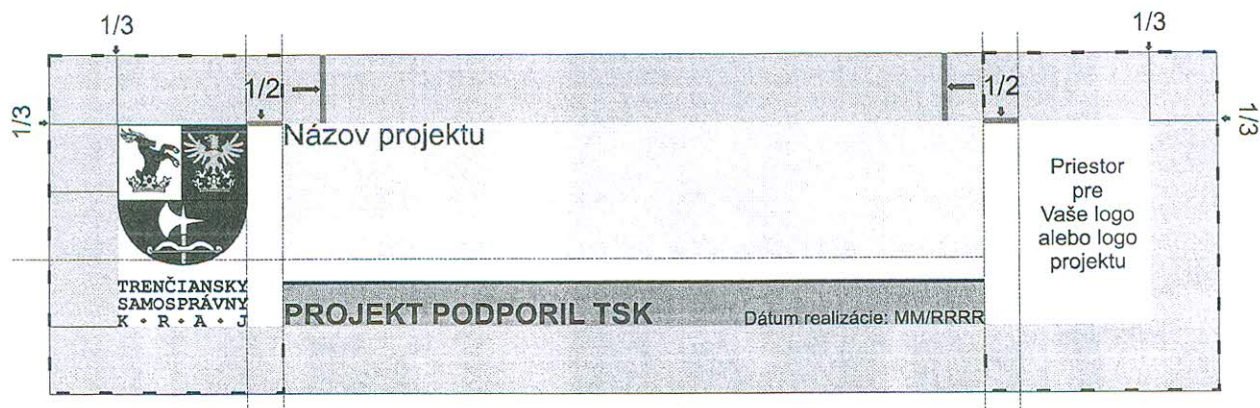 1/3
1/3
1/2
1/2
1/3
1/3
Názov projektu
Priestor
pre
Vaše logo
alebo logo
projektu
TRENČIANSKY
SAMOSPRÁVNY
K • R • A • J
PROJEKT PODPORIL TSK
Dátum realizácie: MM/RRRR